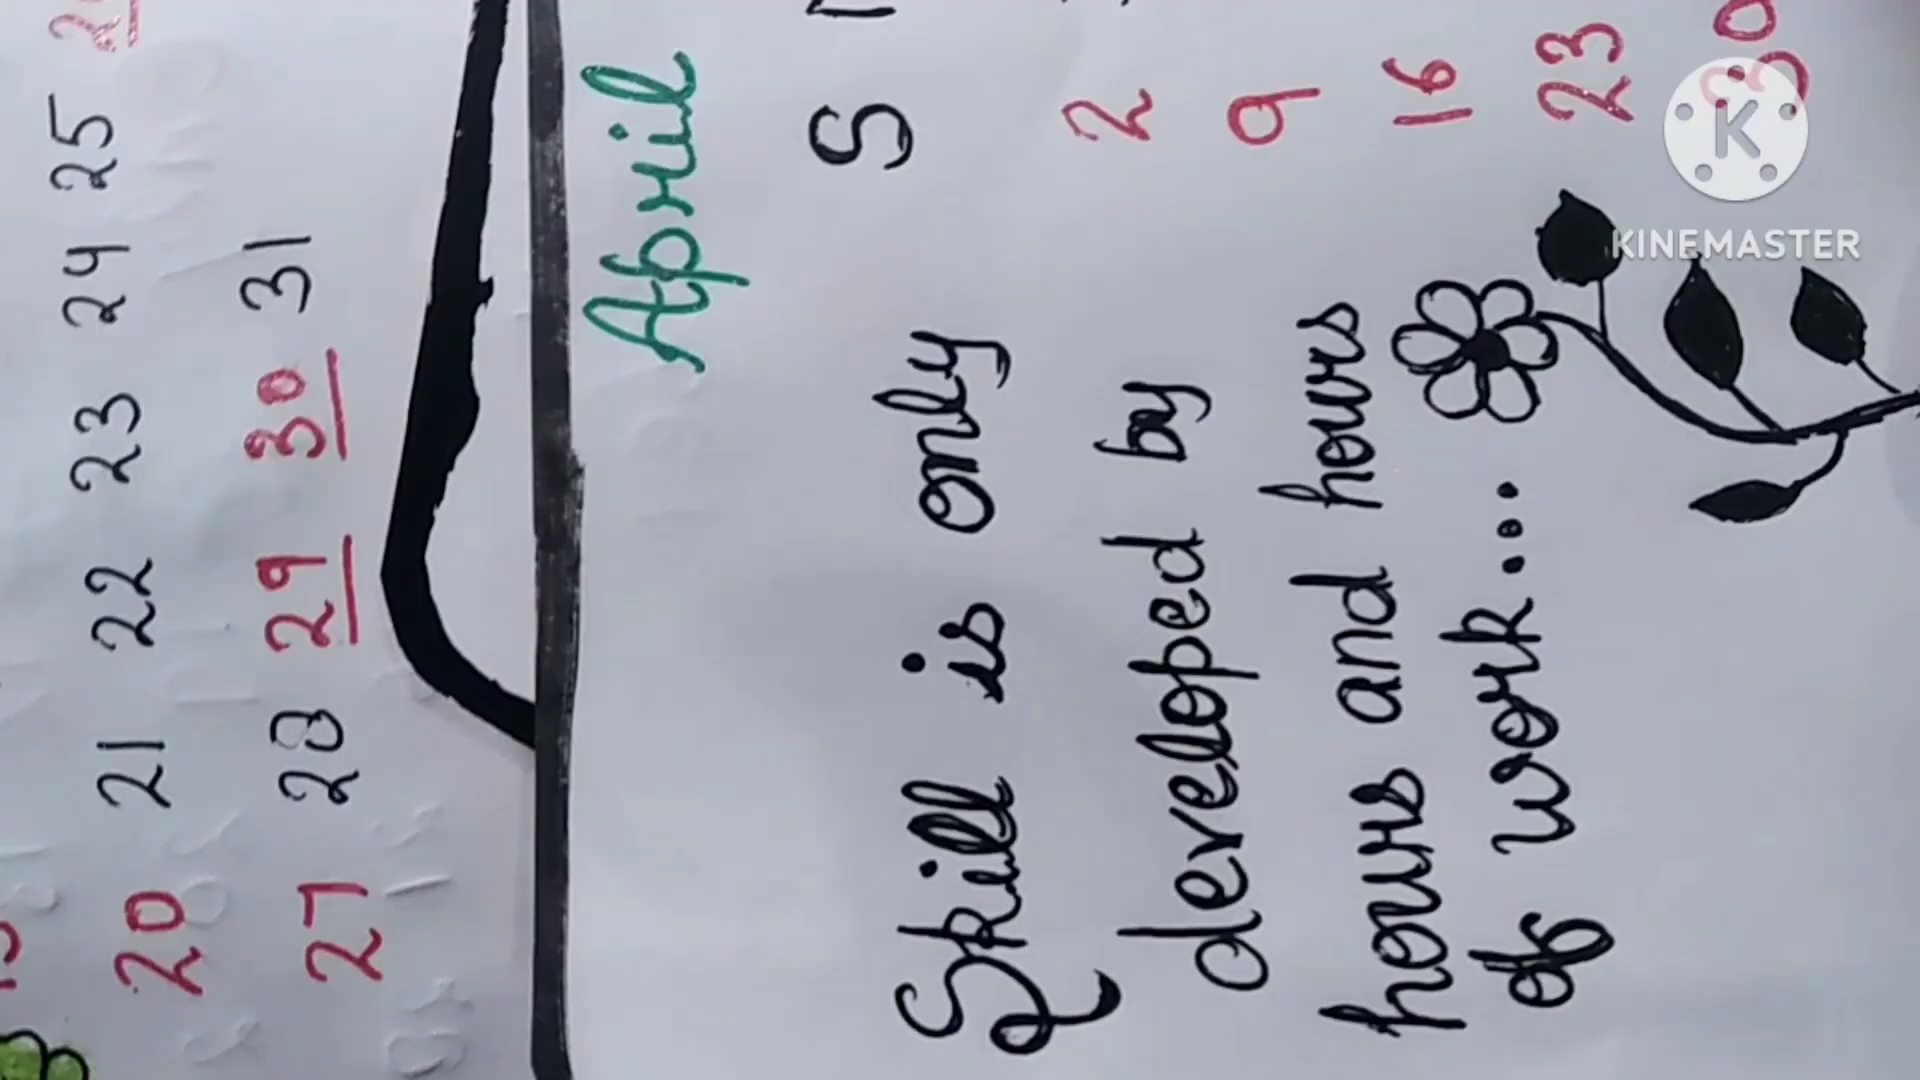 20 21 22 23 24 25
27 28 29 30 31
April
Skill is only
developed by
hours and hours
of work...
S
2
9
16
23
30
K
KINEMASTER